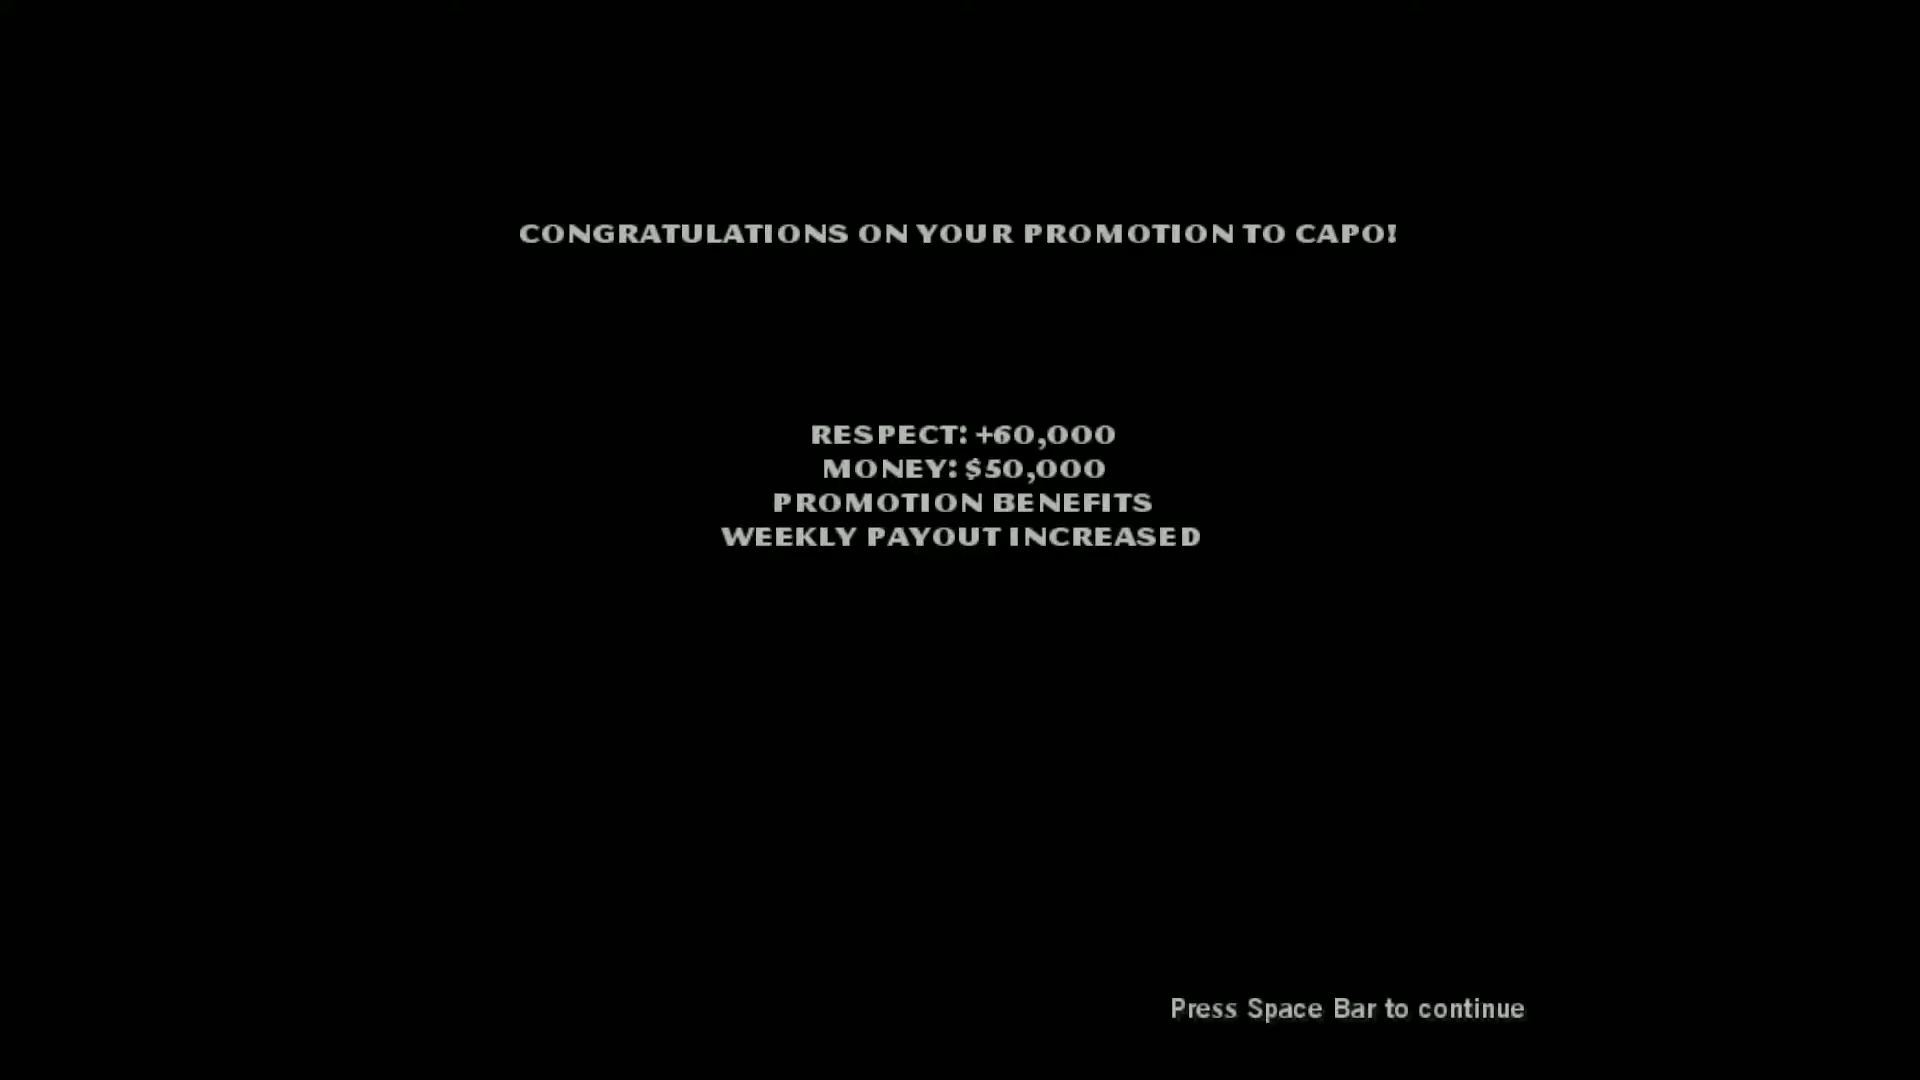 CONGRATULATIONS ON YOUR PROMOTION TO CAPO!
RESPECT: +60,000
MONEY: $50,000
PROMOTION BENEFITS
WEEKLY PAYOUT INCREASED
Press Space Bar to continue